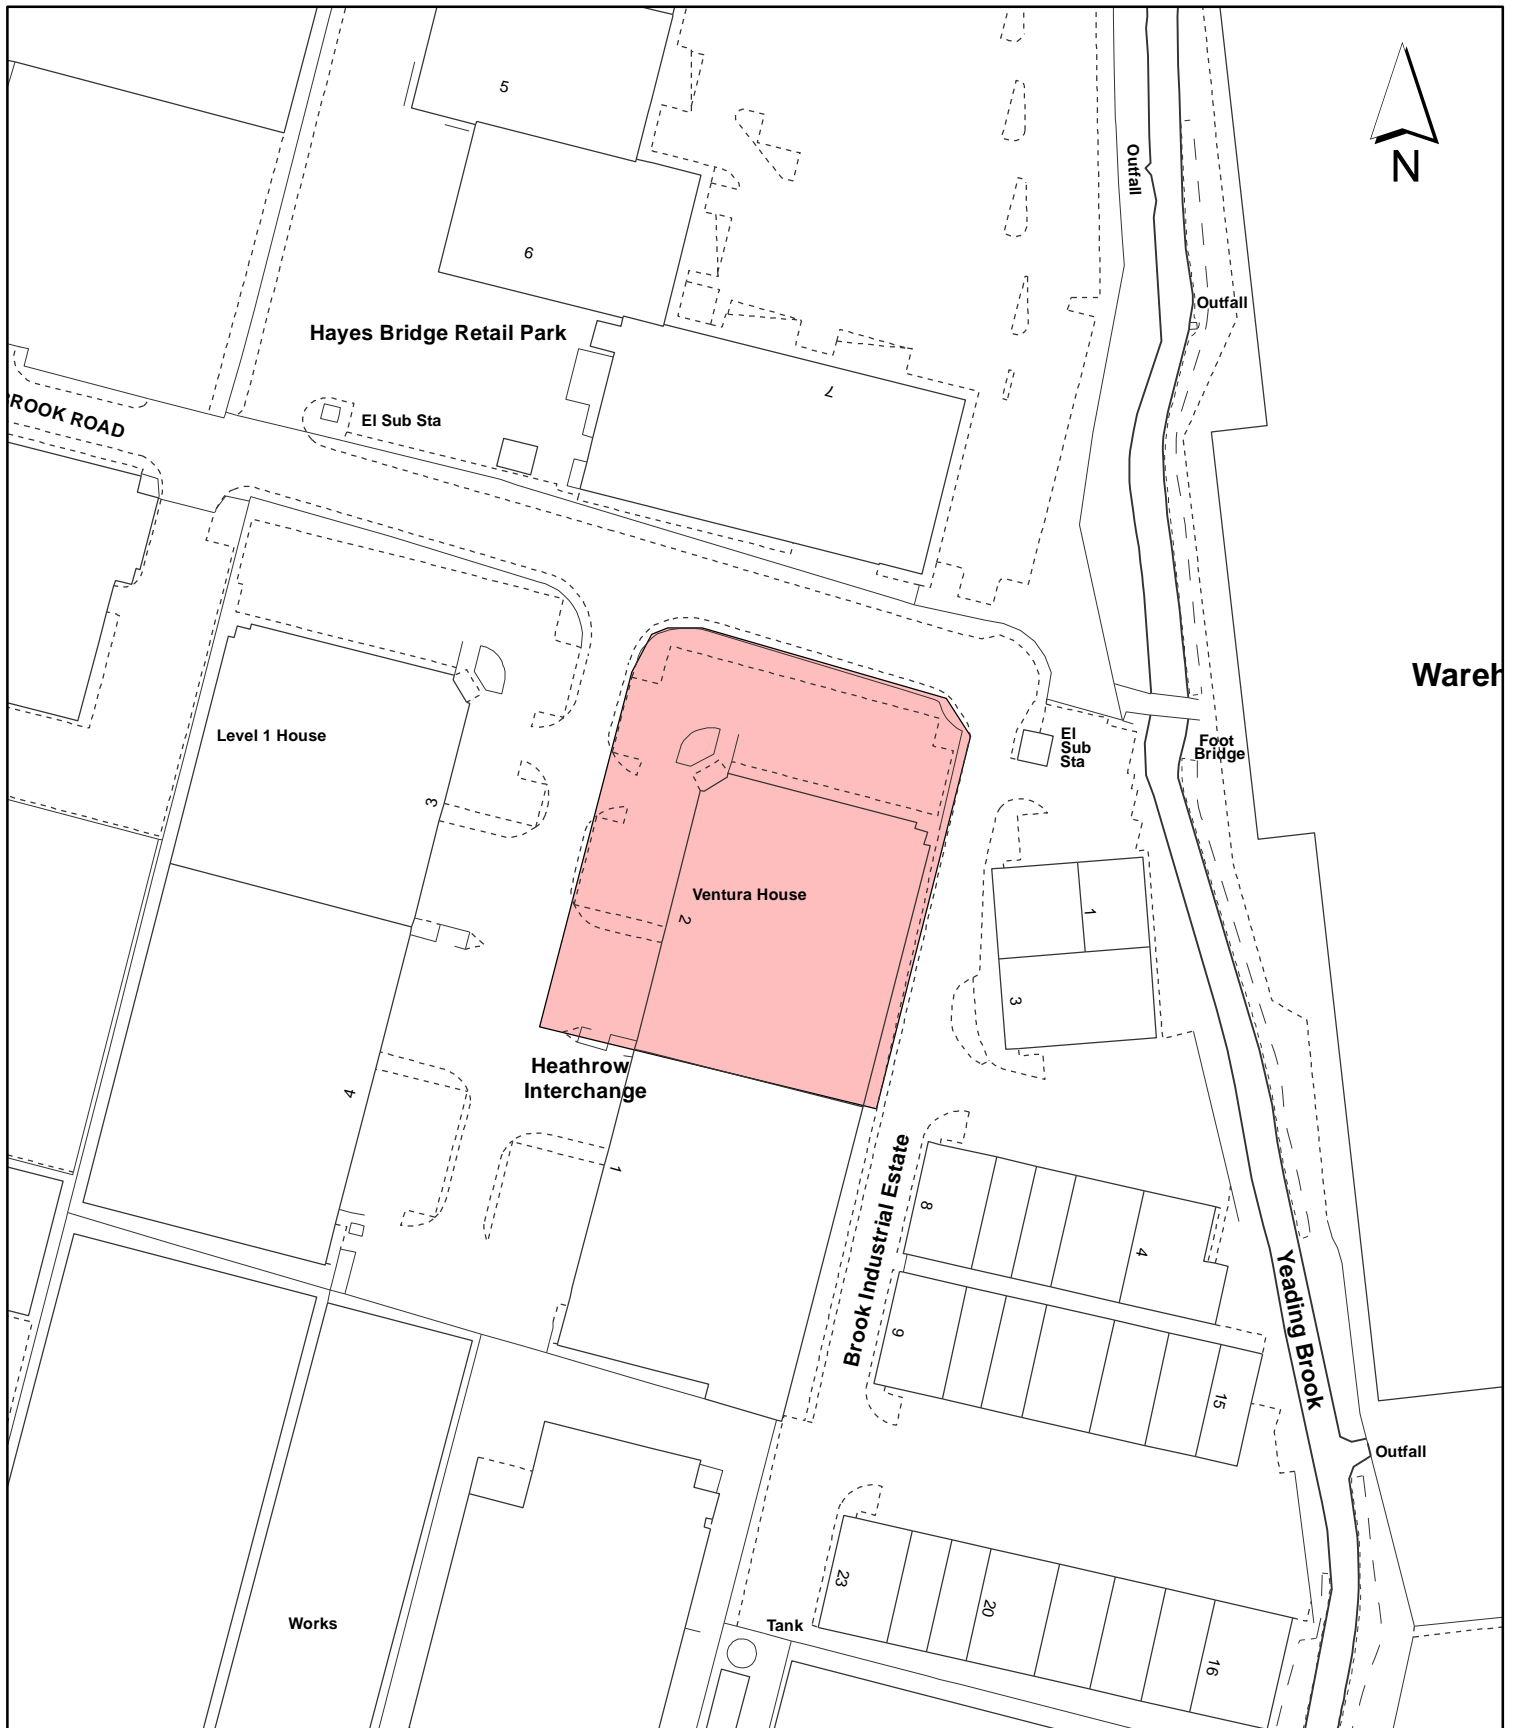 5
Outfall
N
6
Outfall
Hayes Bridge Retail Park
7
BROOK ROAD
El Sub Sta
Wareh
Level 1 House
El
Sub
Sta
Foot
Bridge
3
Ventura House
2
1
3
Heathrow
Interchange
4
1
Brook Industrial Estate
8
4
9
15
Yeading Brook
Outfall
23
20
16
Works
Tank